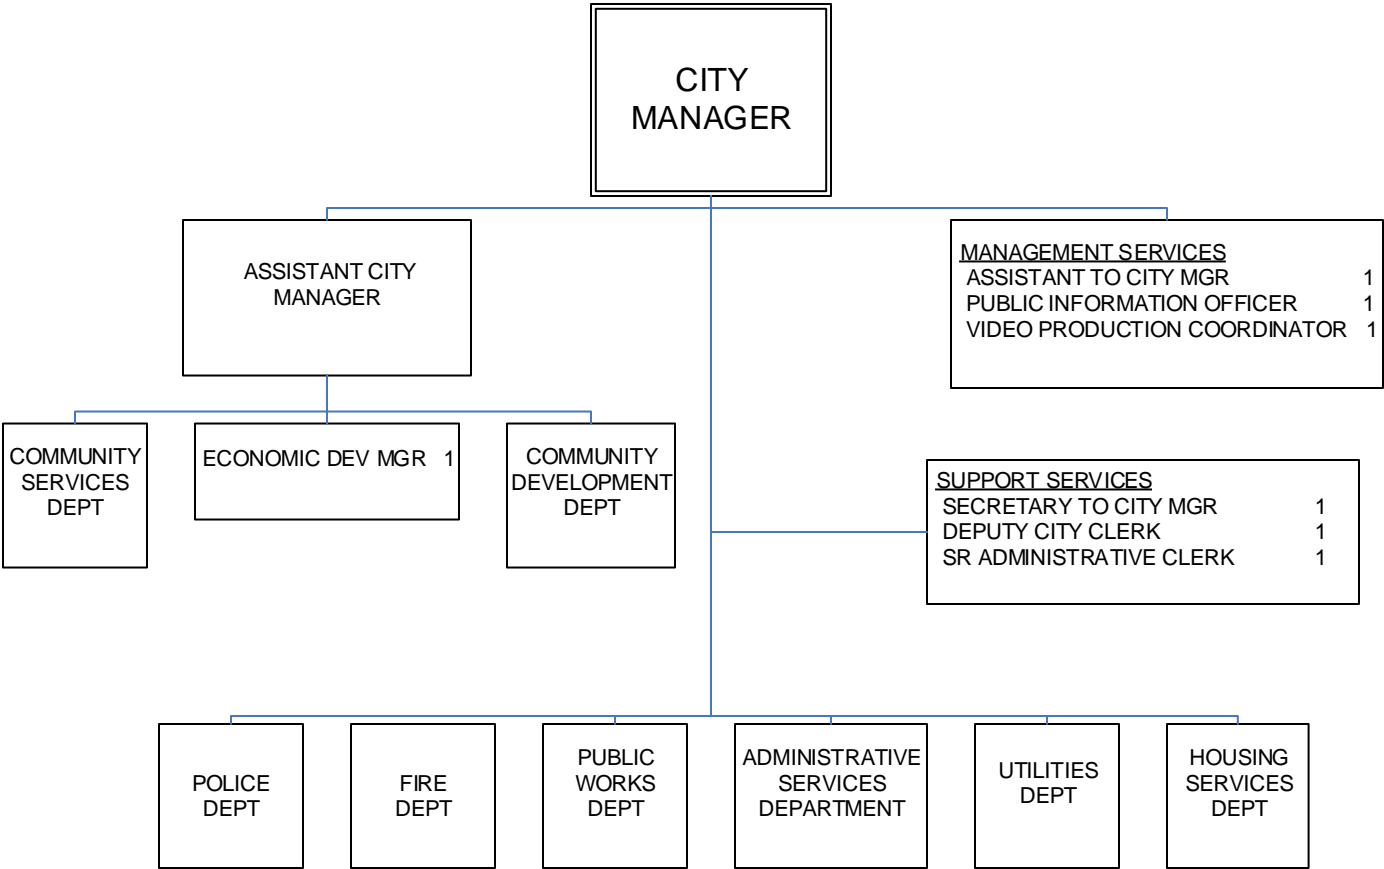 CITY
MANAGER
ASSISTANT CITY
MANAGER
MANAGEMENT SERVICES
ASSISTANT TO CITY MGR 1
PUBLIC INFORMATION OFFICER 1
VIDEO PRODUCTION COORDINATOR 1
COMMUNITY
SERVICES
DEPT
ECONOMIC DEV MGR 1
COMMUNITY
DEVELOPMENT
DEPT
SUPPORT SERVICES
SECRETARY TO CITY MGR 1
DEPUTY CITY CLERK 1
SR ADMINISTRATIVE CLERK 1
POLICE
DEPT
FIRE
DEPT
PUBLIC
WORKS
DEPT
ADMINISTRATIVE
SERVICES
DEPARTMENT
UTILITIES
DEPT
HOUSING
SERVICES
DEPT